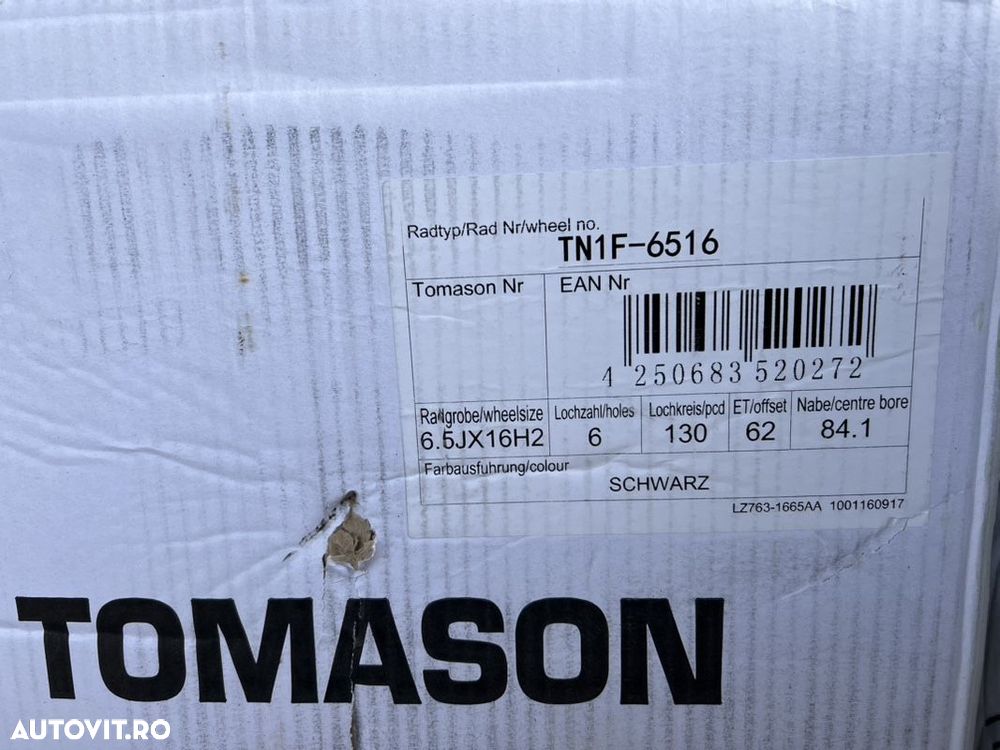 Radtyp/Rad Nr/wheel no.
TN1F-6516
Tomason Nr
EAN Nr
4 250683 520272
Radgrobe/wheelsize
6.5JX16H2
Lochzahl/holes
6
Lochkreis/pcd
130
ET/offset
62
Nabe/centre bore
84.1
Farbausfuhrung/colour
SCHWARZ
LZ763-1665AA 1001160917
TOMASON
AUTOVIT.RO